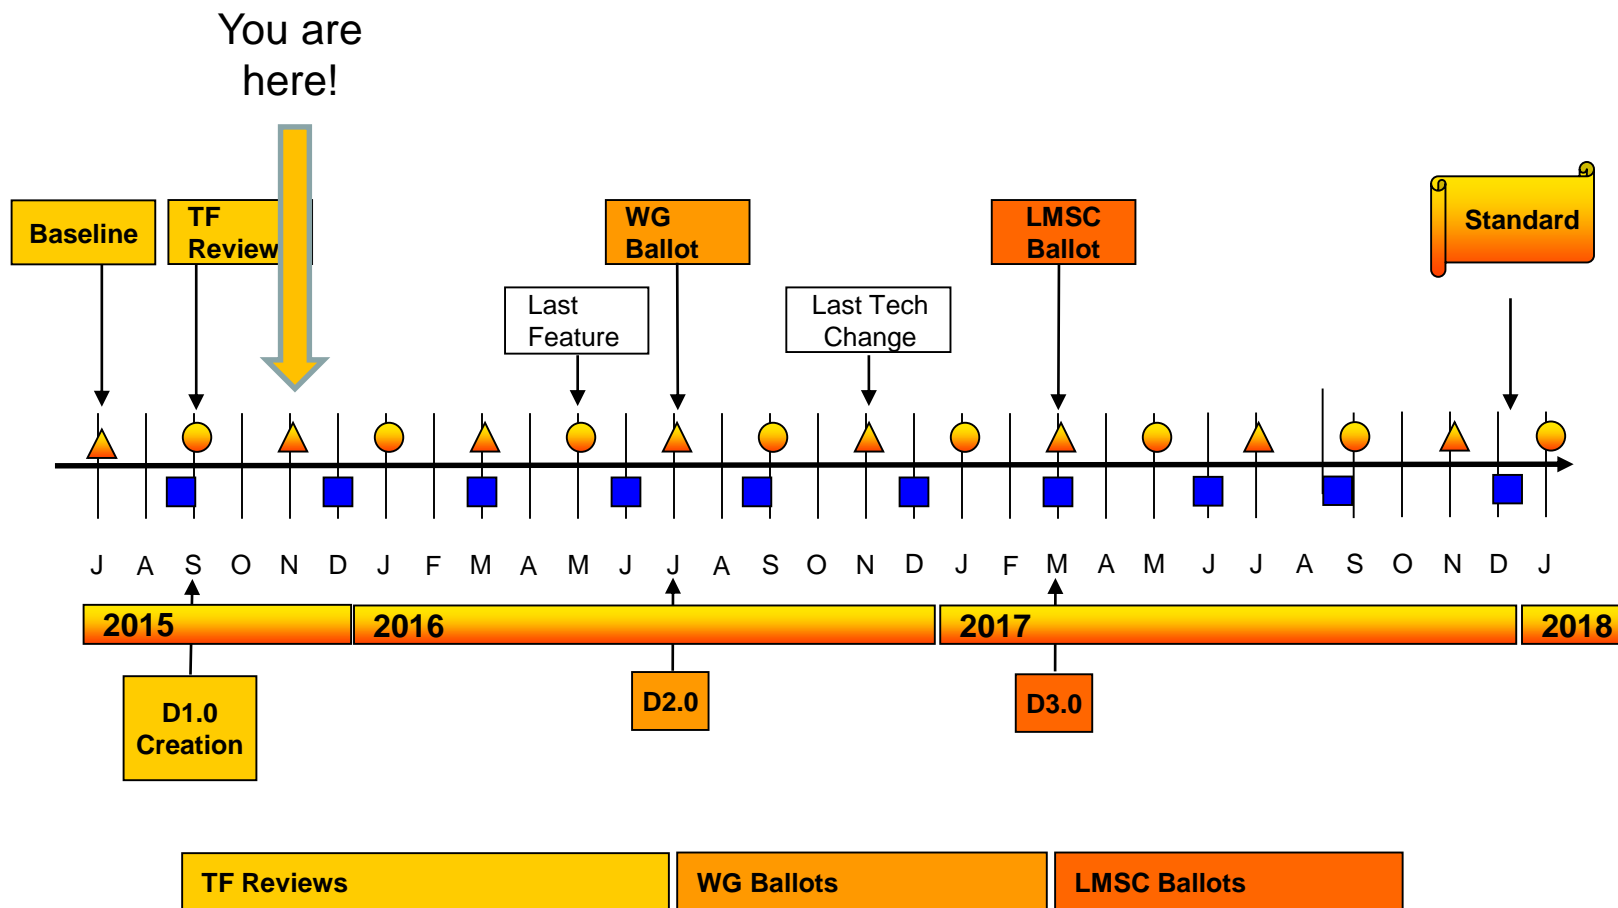 You are
here!
Baseline
TF
Review
WG
Ballot
LMSC
Ballot
Standard
Last
Feature
Last Tech
Change
J A S O N D J F M A M J J A S O N D J F M A M J J A S O N D J
2015 2016 2017 2018
D1.0
Creation
D2.0
D3.0
TF Reviews WG Ballots LMSC Ballots